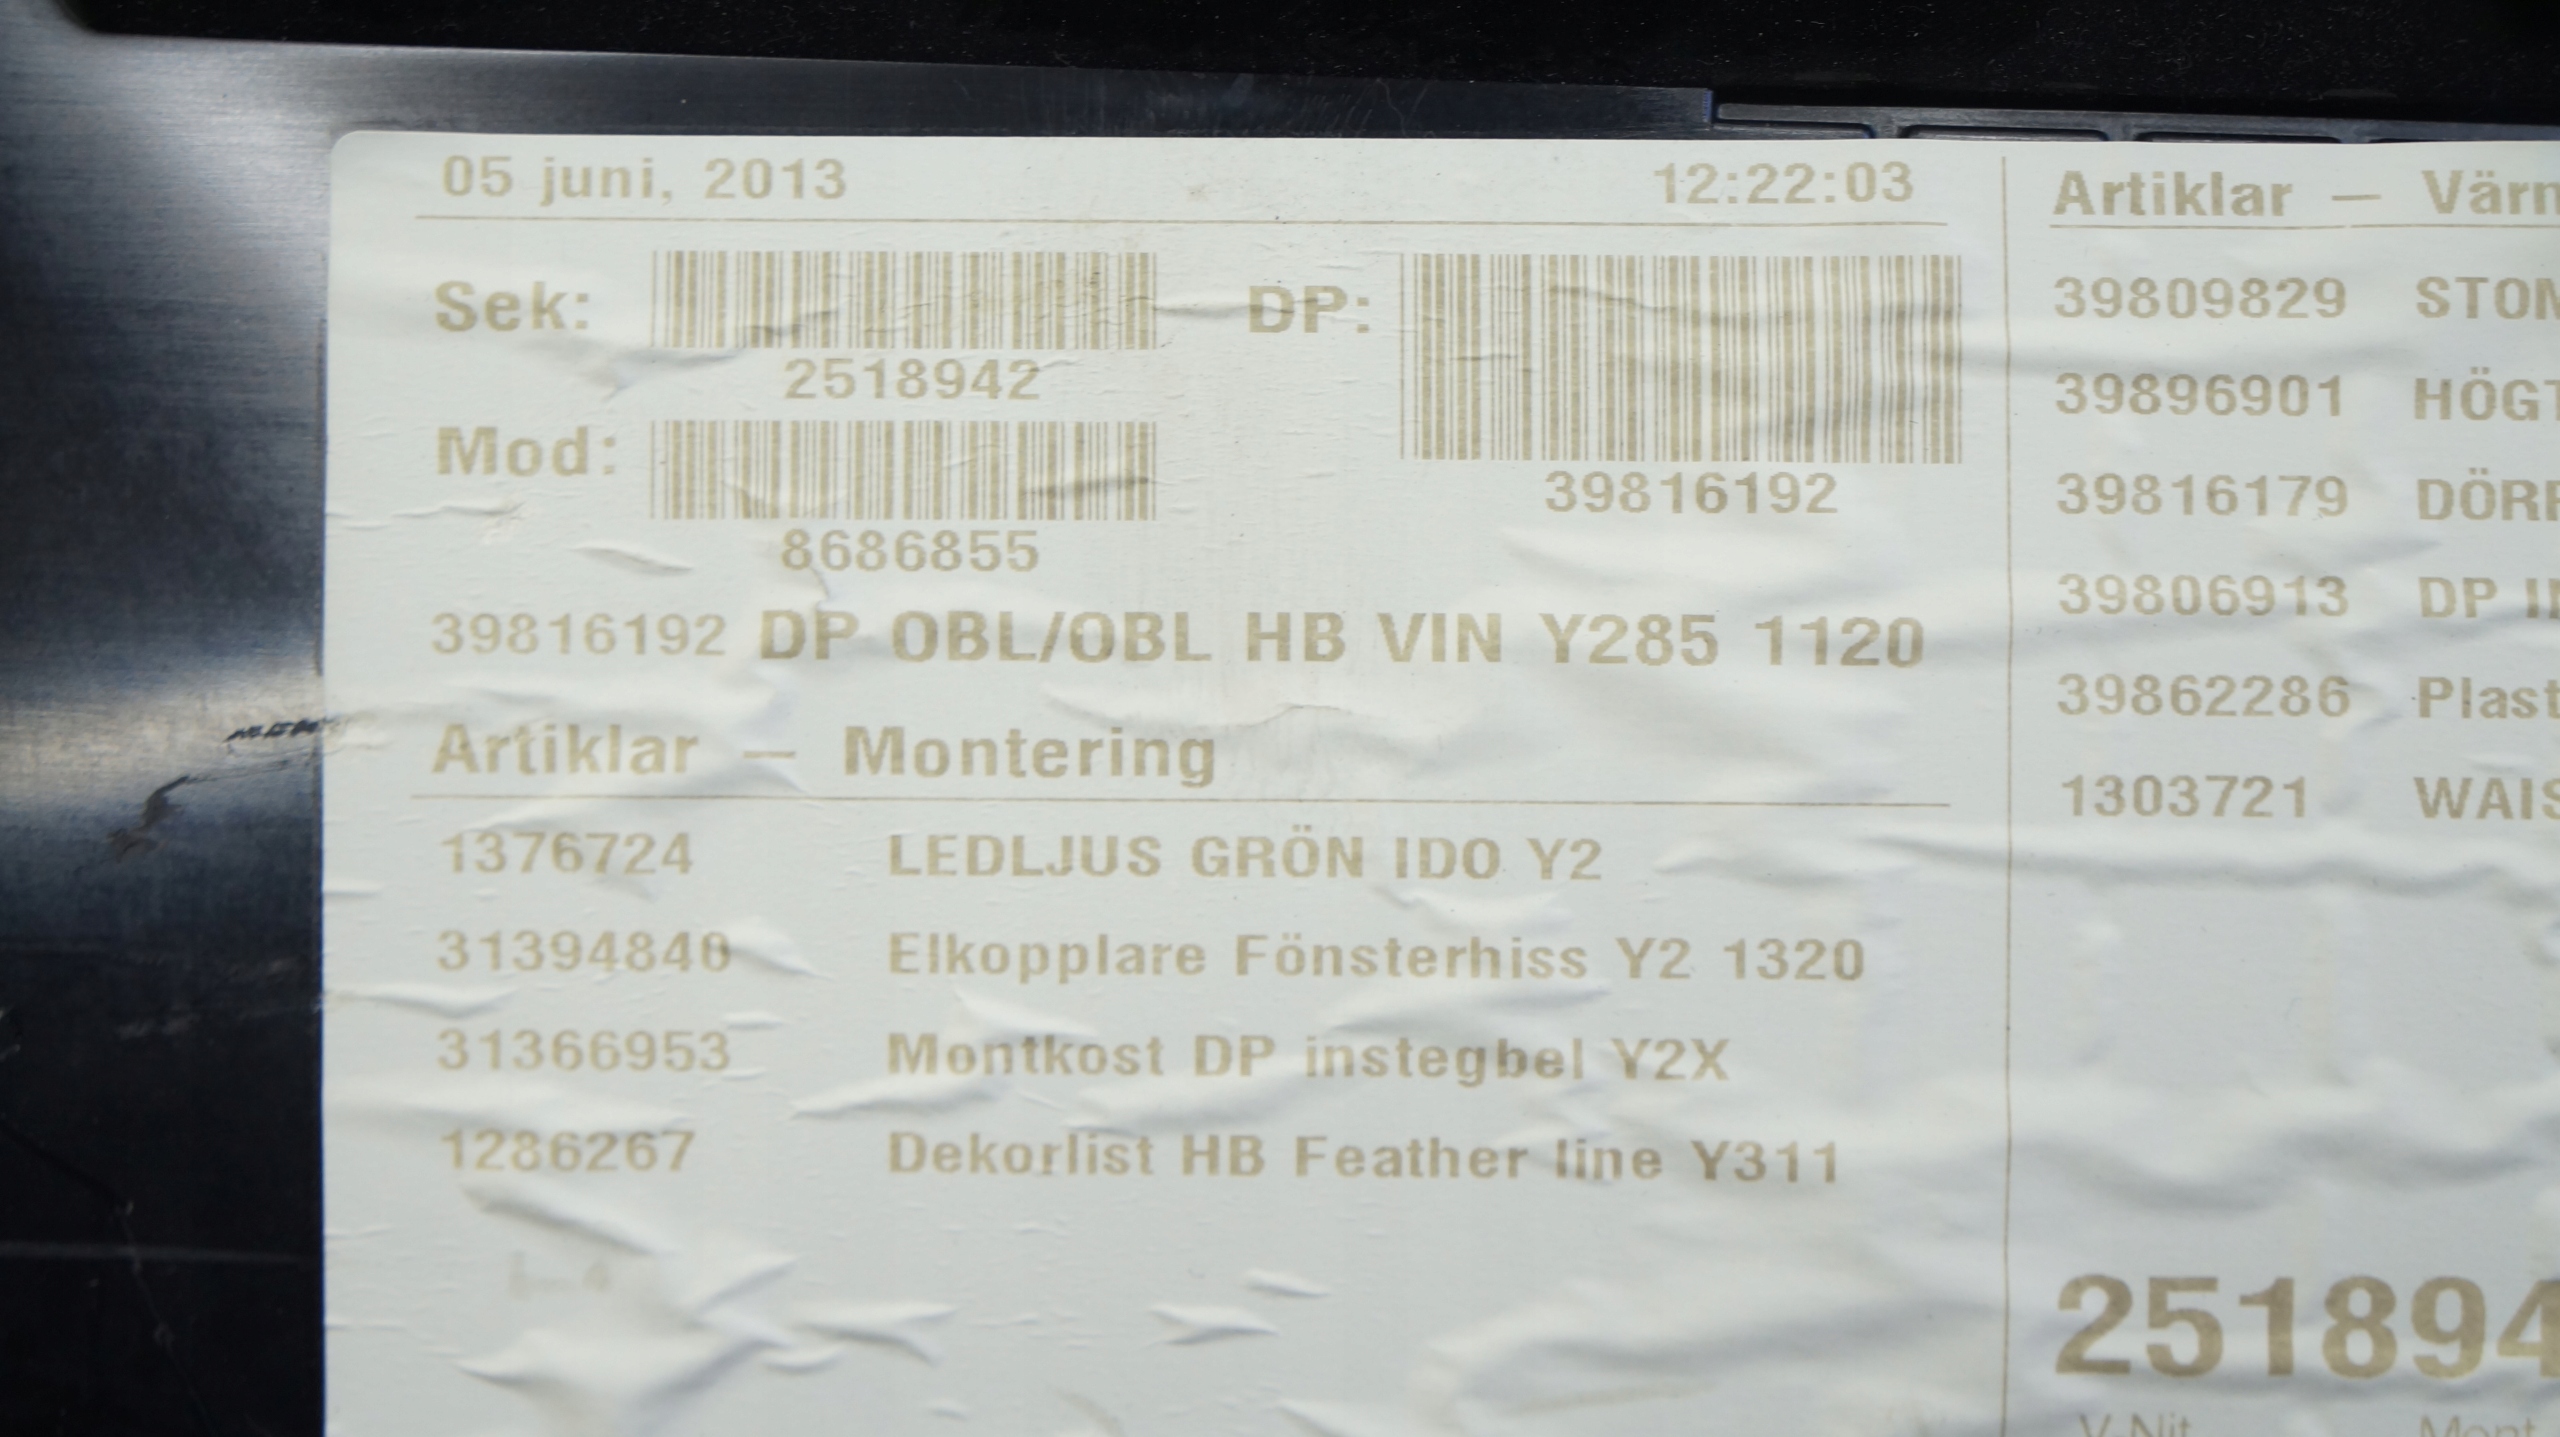 05 juni, 2013 12:22:03
Sek:
2518942
DP:
39816192
Mod:
8686855
39816192 DP OBL/OBL HB VIN Y285 1120
Artiklar — Montering
1376724 LEDLJUS GRÖN IDO Y2
31394840 Elkopplare Fönsterhiss Y2 1320
31366953 Montkost DP instegbel Y2X
1286267 Dekorlist HB Feather line Y311
Artiklar —
39809829
39896901
39816179
39806913 DP
39862286 Plast
1303721